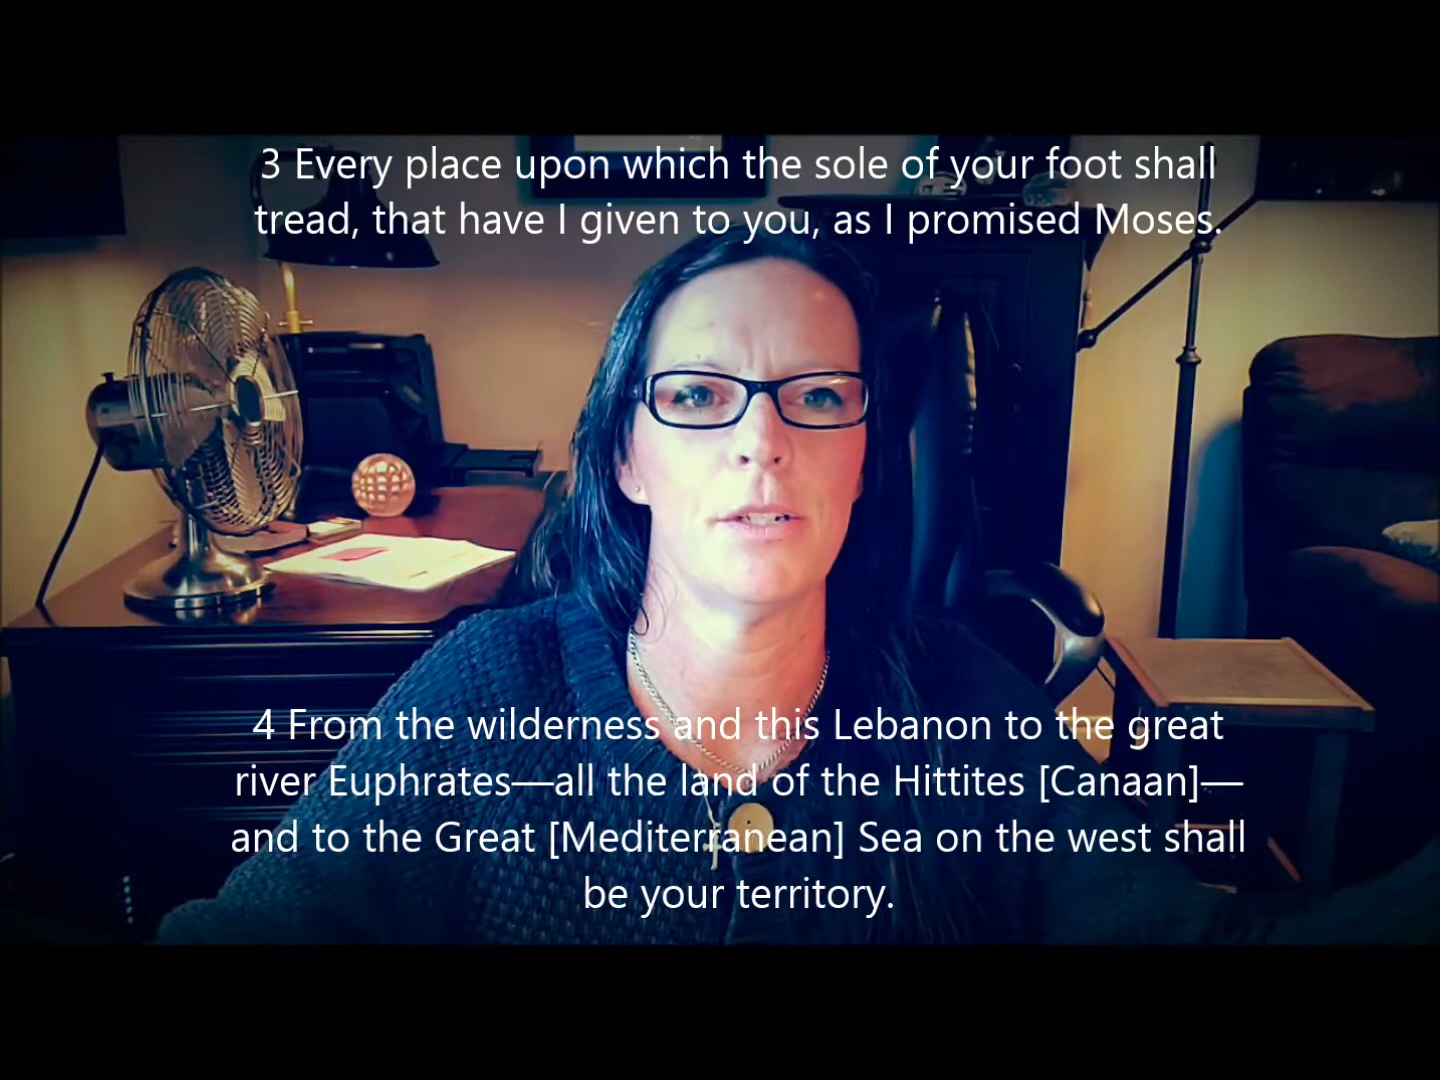 3 Every place upon which the sole of your foot shall
tread, that have I given to you, as I promised Moses.
4 From the wilderness and this Lebanon to the great
river Euphrates—all the land of the Hittites [Canaan]—
and to the Great [Mediterranean] Sea on the west shall
be your territory.